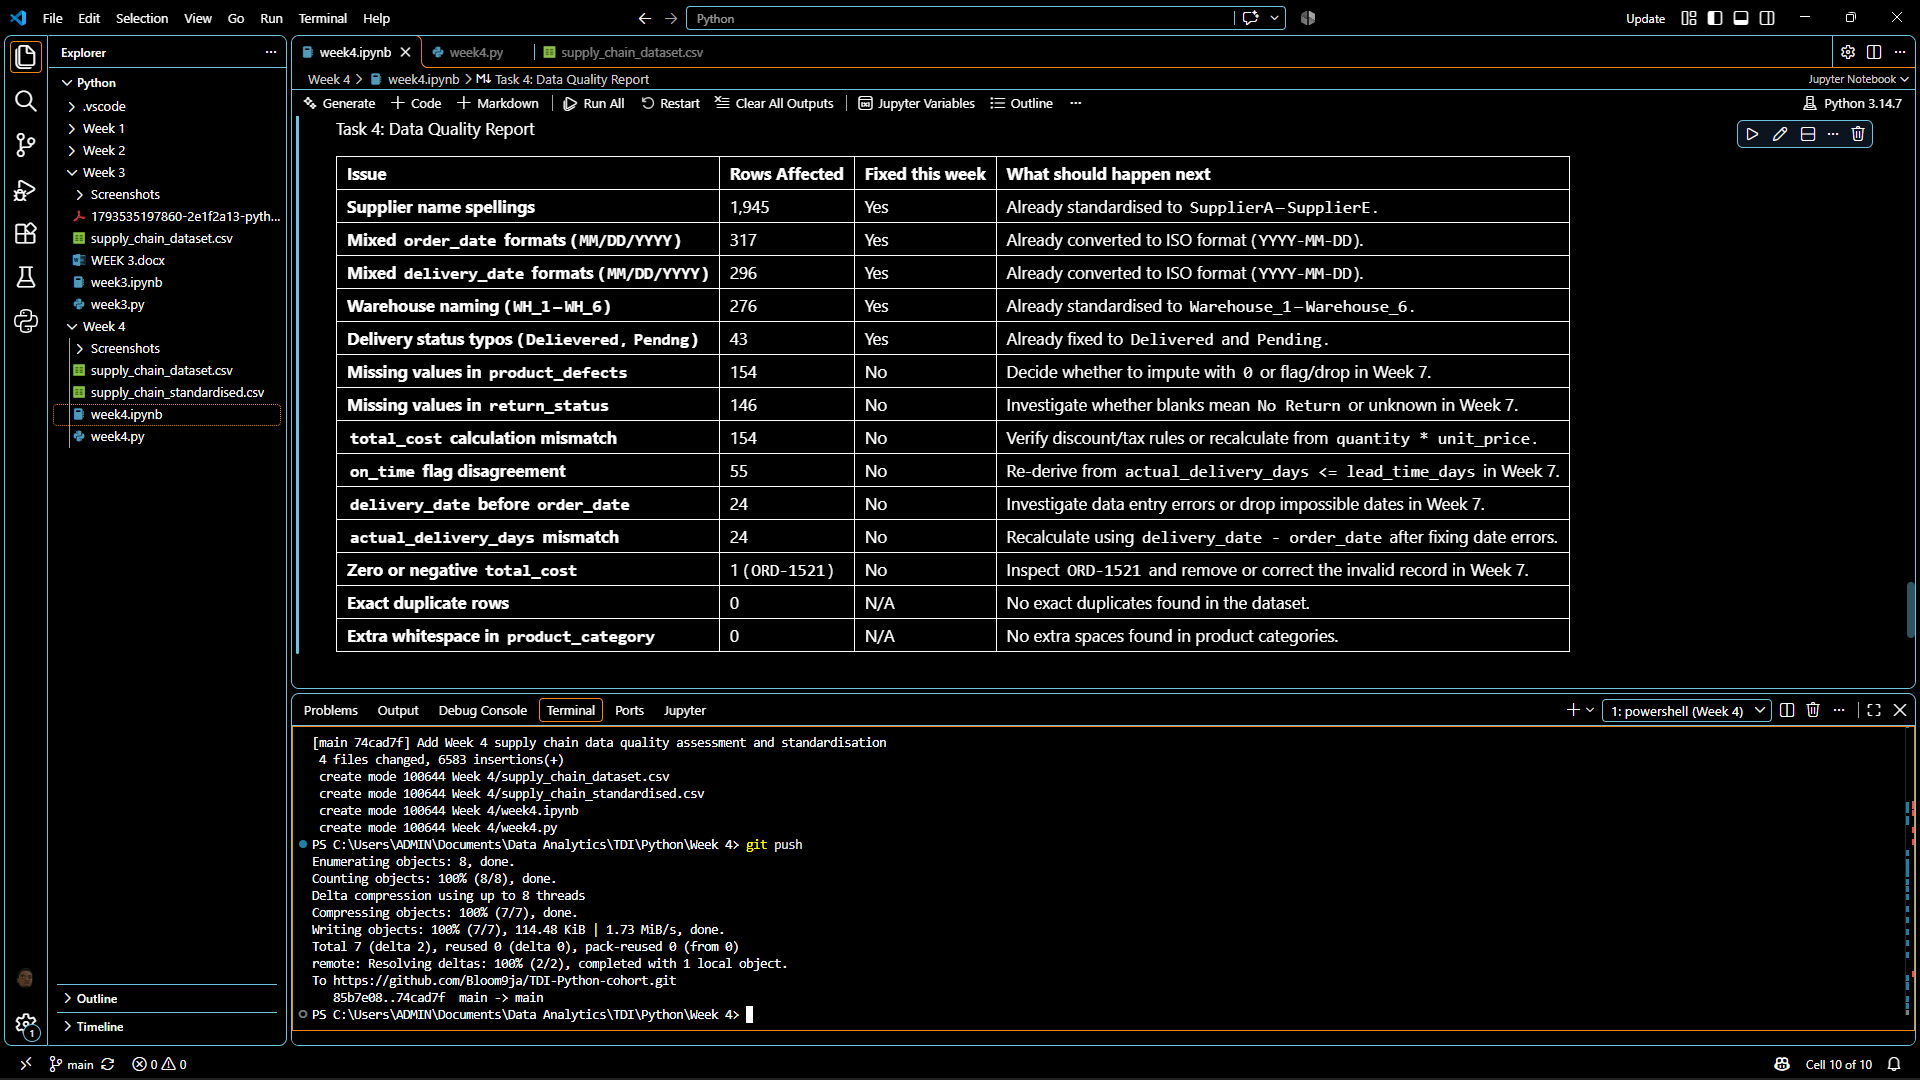 File Edit Selection View Go Run Terminal Help
Python
Update
Explorer
Python
.vscode
Week 1
Week 2
Week 3
Screenshots
1793535197860-2e1f2a13-pyth...
supply_chain_dataset.csv
WEEK 3.docx
week3.ipynb
week3.py
Week 4
Screenshots
supply_chain_dataset.csv
supply_chain_standardised.csv
week4.ipynb
week4.py
Outline
Timeline
week4.ipynb week4.py supply_chain_dataset.csv
Week 4 > week4.ipynb > M↓ Task 4: Data Quality Report
Jupyter Notebook
Generate + Code + Markdown | Run All Restart Clear All Outputs | Jupyter Variables Outline ...
Python 3.14.7
Task 4: Data Quality Report
Issue Rows Affected Fixed this week What should happen next
Supplier name spellings 1,945 Yes Already standardised to SupplierA–SupplierE.
Mixed order_date formats (MM/DD/YYYY) 317 Yes Already converted to ISO format (YYYY-MM-DD).
Mixed delivery_date formats (MM/DD/YYYY) 296 Yes Already converted to ISO format (YYYY-MM-DD).
Warehouse naming (WH_1–WH_6) 276 Yes Already standardised to Warehouse_1–Warehouse_6.
Delivery status typos (Delievered, Pendng) 43 Yes Already fixed to Delivered and Pending.
Missing values in product_defects 154 No Decide whether to impute with 0 or flag/drop in Week 7.
Missing values in return_status 146 No Investigate whether blanks mean No Return or unknown in Week 7.
total_cost calculation mismatch 154 No Verify discount/tax rules or recalculate from quantity * unit_price.
on_time flag disagreement 55 No Re-derive from actual_delivery_days <= lead_time_days in Week 7.
delivery_date before order_date 24 No Investigate data entry errors or drop impossible dates in Week 7.
actual_delivery_days mismatch 24 No Recalculate using delivery_date - order_date after fixing date errors.
Zero or negative total_cost 1 (ORD-1521) No Inspect ORD-1521 and remove or correct the invalid record in Week 7.
Exact duplicate rows 0 N/A No exact duplicates found in the dataset.
Extra whitespace in product_category 0 N/A No extra spaces found in product categories.
Problems Output Debug Console Terminal Ports Jupyter
1: powershell (Week 4)
[main 74cad7f] Add Week 4 supply chain data quality assessment and standardisation
4 files changed, 6583 insertions(+)
create mode 100644 Week 4/supply_chain_dataset.csv
create mode 100644 Week 4/supply_chain_standardised.csv
create mode 100644 Week 4/week4.ipynb
create mode 100644 Week 4/week4.py
PS C:\Users\ADMIN\Documents\Data Analytics\TDI\Python\Week 4> git push
Enumerating objects: 8, done.
Counting objects: 100% (8/8), done.
Delta compression using up to 8 threads
Compressing objects: 100% (7/7), done.
Writing objects: 100% (7/7), 114.48 KiB | 1.73 MiB/s, done.
Total 7 (delta 2), reused 0 (delta 0), pack-reused 0 (from 0)
remote: Resolving deltas: 100% (2/2), completed with 1 local object.
To https://github.com/Bloom9ja/TDI-Python-cohort.git
85b7e08..74cad7f main -> main
PS C:\Users\ADMIN\Documents\Data Analytics\TDI\Python\Week 4>
1
main 0 0
Cell 10 of 10